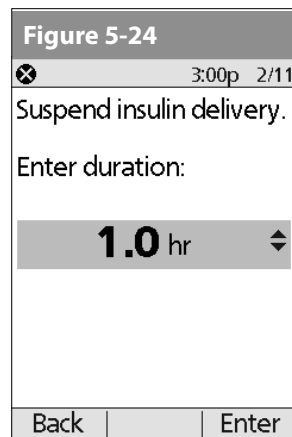 Figure 5-24
3:00p 2/11
Suspend insulin delivery.
Enter duration:
1.0 hr
Back Enter